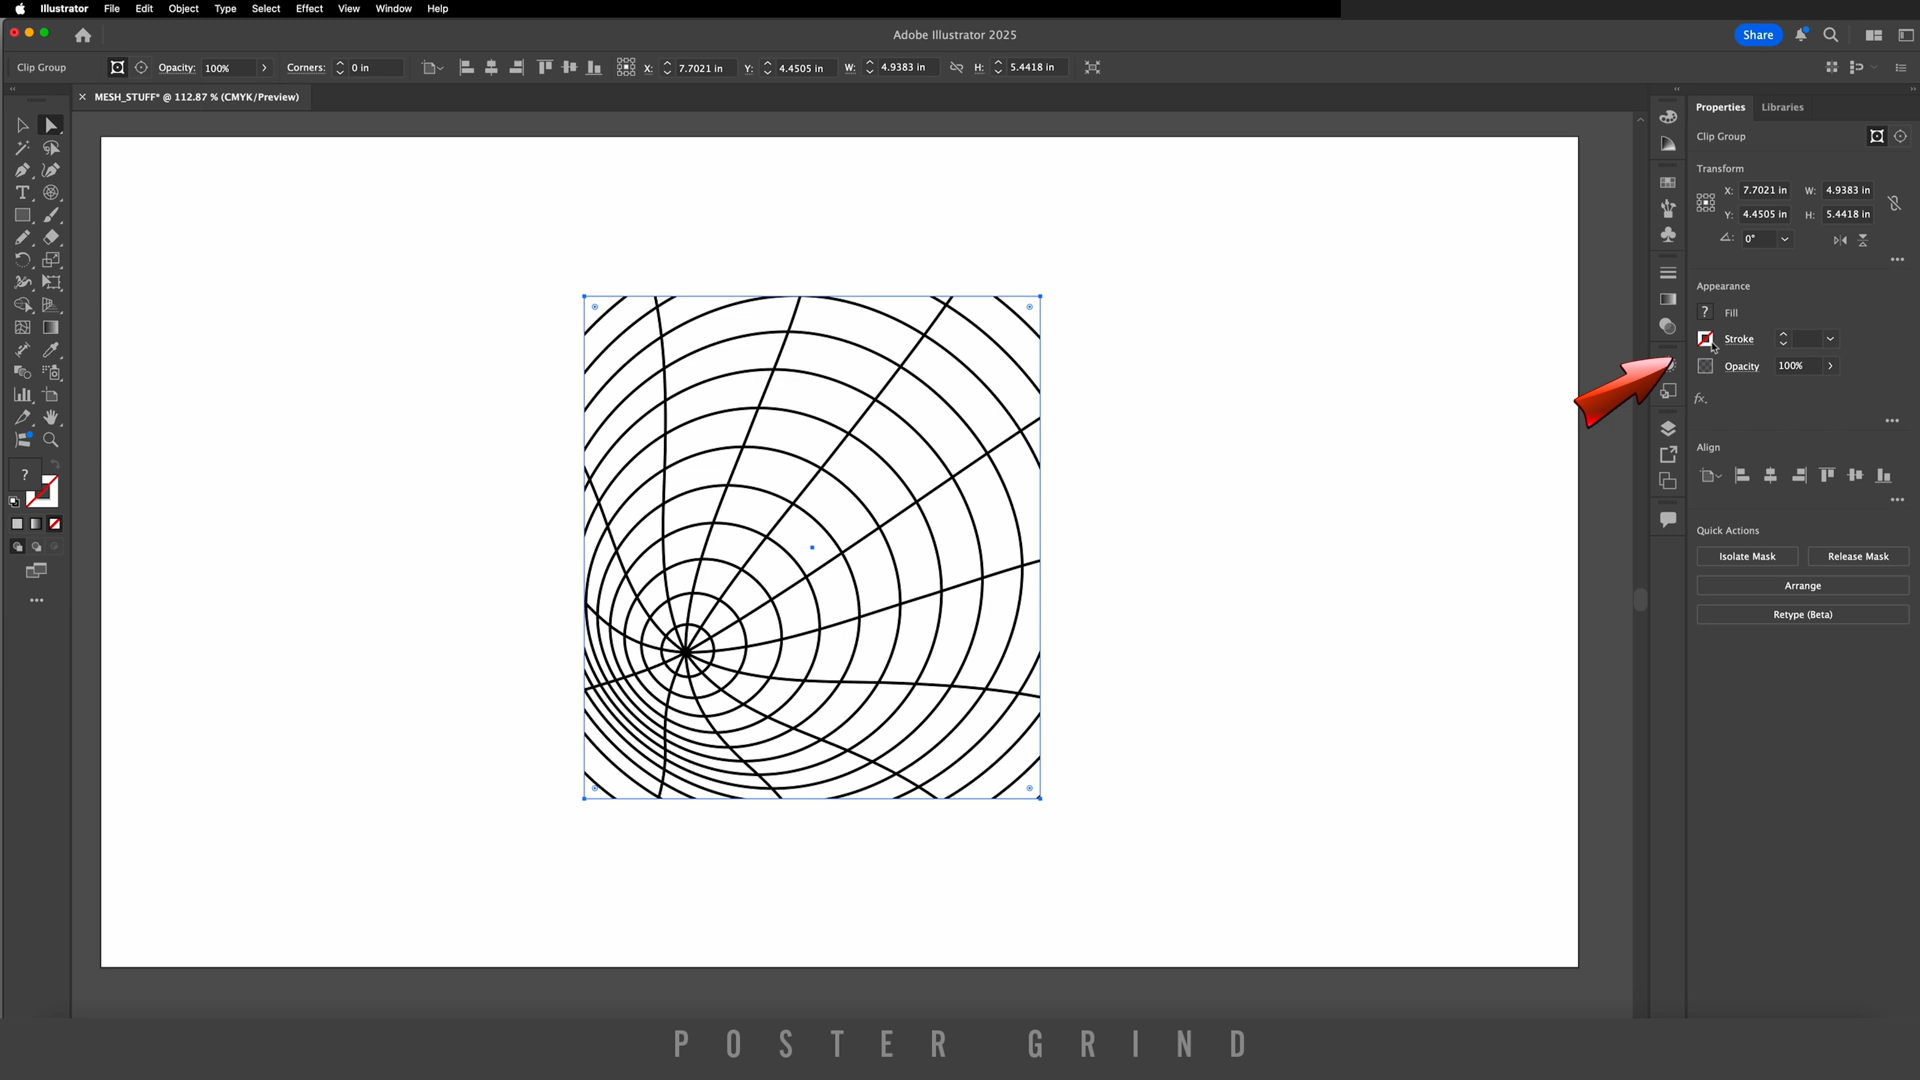 Illustrator File Edit Object Type Select Effect View Window Help
Adobe Illustrator 2025
Share
Clip Group Opacity: 100% Corners: 0 in X: 7.7021 in Y: 4.4505 in W: 4.9383 in H: 5.4418 in
MESH_STUFF* @ 112.87 % (CMYK/Preview)
Properties Libraries
Clip Group
Transform
X: 7.7021 in W: 4.9383 in
Y: 4.4505 in H: 5.4418 in
0°
Appearance
? Fill
Stroke
Opacity 100%
fx.
Align
?
Quick Actions
Isolate Mask Release Mask
Arrange
Retype (Beta)
POSTER GRIND